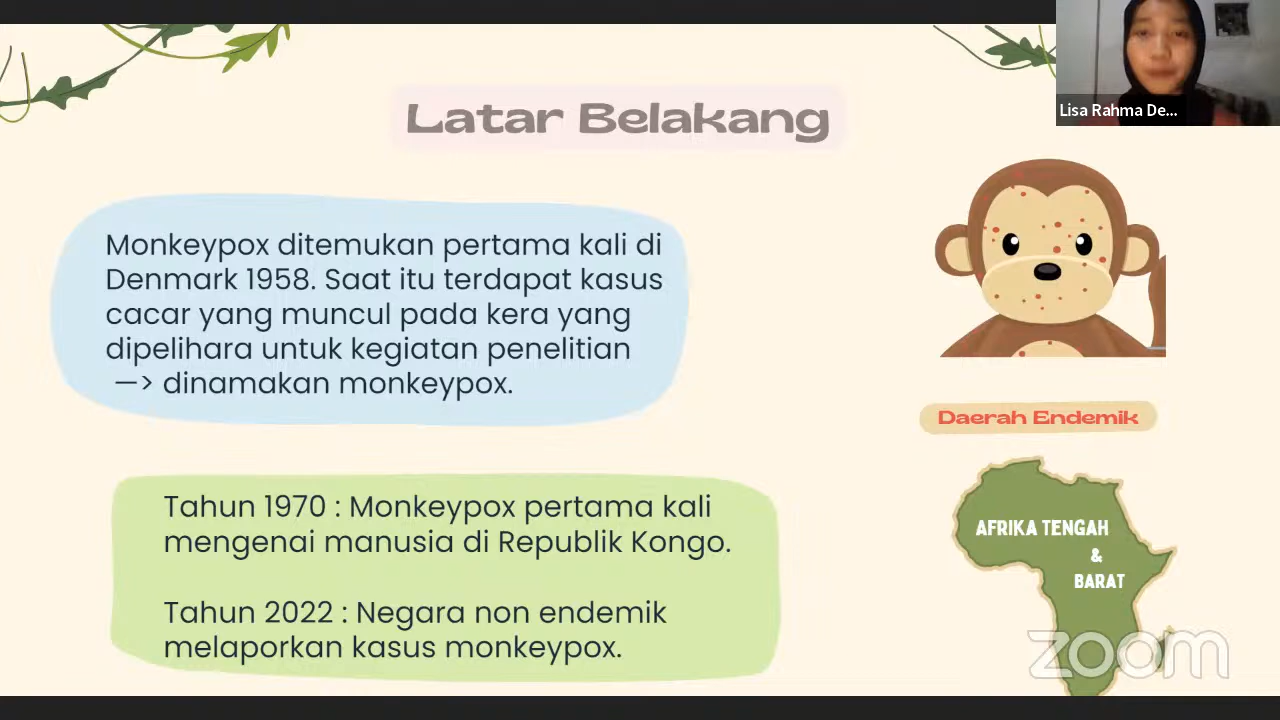 Latar Belakang
Lisa Rahma De...
Monkeypox ditemukan pertama kali di
Denmark 1958. Saat itu terdapat kasus
cacar yang muncul pada kera yang
dipelihara untuk kegiatan penelitian
—> dinamakan monkeypox.
Daerah Endemik
Tahun 1970 : Monkeypox pertama kali
mengenai manusia di Republik Kongo.
Tahun 2022 : Negara non endemik
melaporkan kasus monkeypox.
AFRIKA TENGAH
&
BARAT
zoom